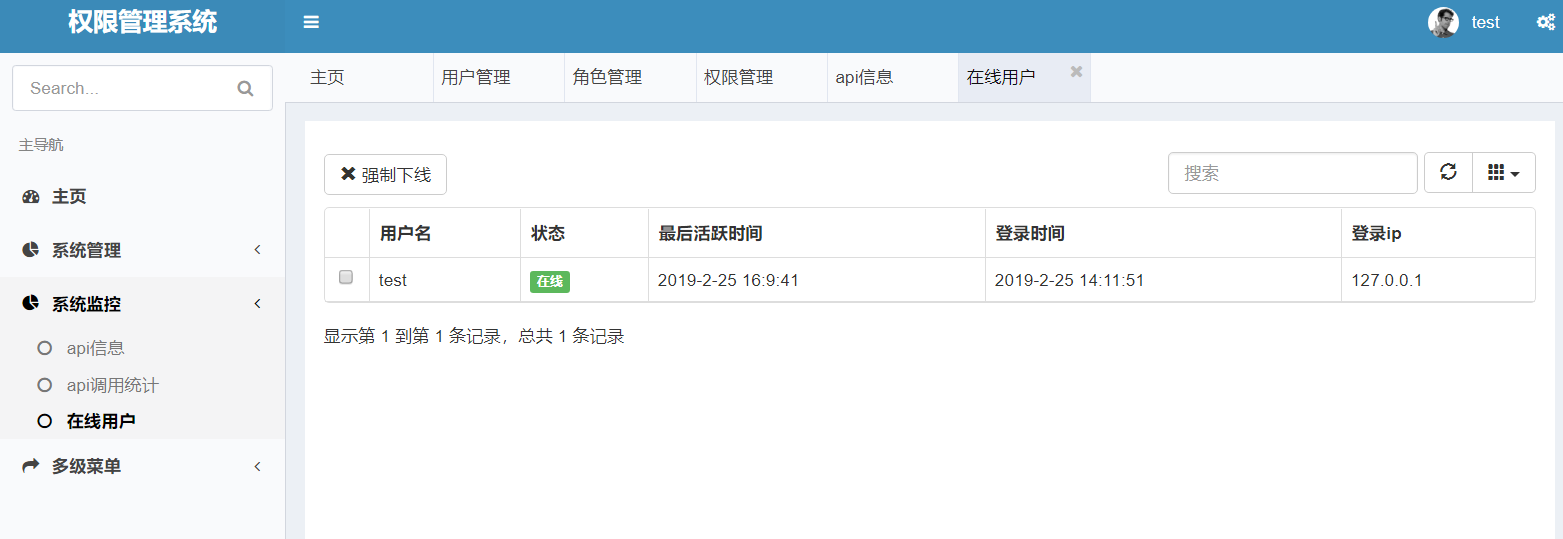 权限管理系统
test
Search...
主导航
主页
系统管理
系统监控
api信息
api调用统计
在线用户
多级菜单
主页 用户管理 角色管理 权限管理 api信息 在线用户
强制下线
搜索
用户名 状态 最后活跃时间 登录时间 登录ip
test 在线 2019-2-25 16:9:41 2019-2-25 14:11:51 127.0.0.1
显示第 1 到第 1 条记录，总共 1 条记录